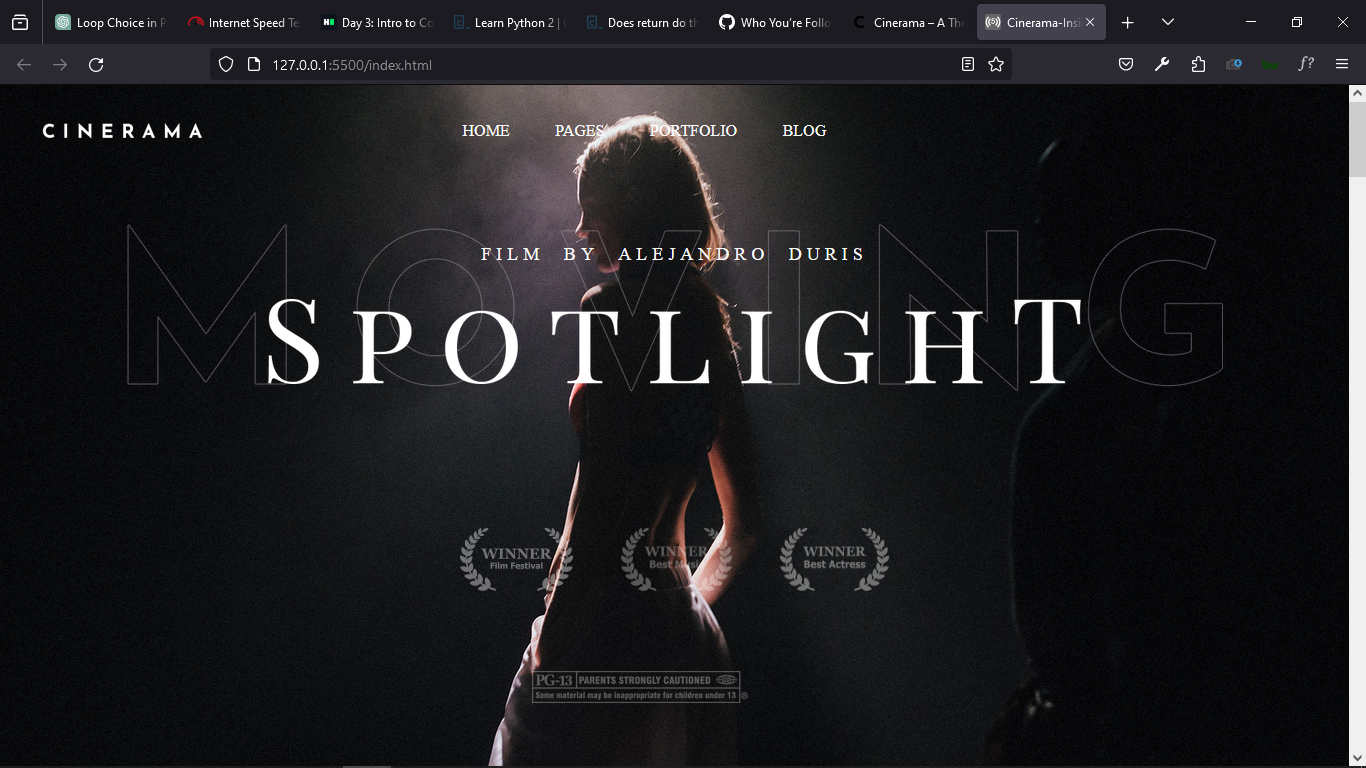 Loop Choice in P
Internet Speed Te
Day 3: Intro to Co
Learn Python 2 |
Does return do th
Who You're Follo
Cinerama – A The
Cinerama-Insi
127.0.0.1:5500/index.html
f?
CINERAMA
HOME PAGES PORTFOLIO BLOG
MOVING
FILM BY ALEJANDRO DURIS
SPOTLIGHT
WINNER
Film Festival
WINNER
Best Music
WINNER
Best Actress
PG-13 PARENTS STRONGLY CAUTIONED
Some material may be inappropriate for children under 13 ®